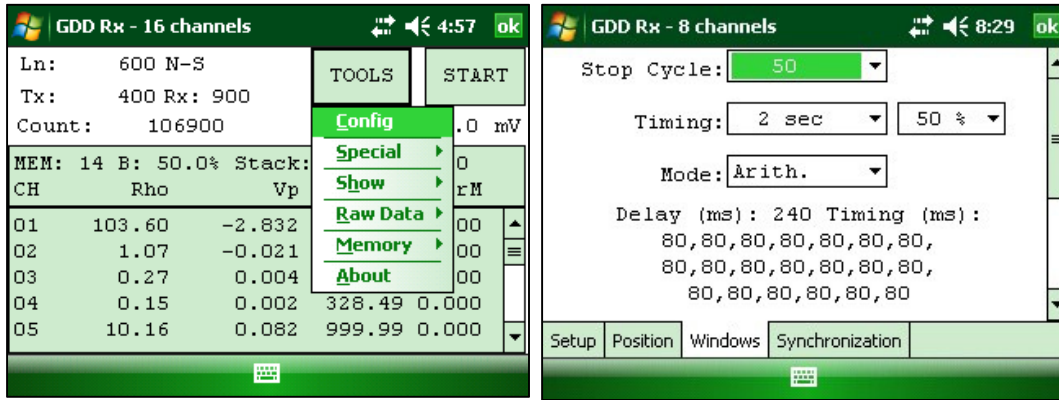 GDD Rx - 16 channels 4:57 ok
Ln: 600 N-S
Tx: 400 Rx: 900
Count: 106900 .0 mV
TOOLS START
Config
Special
Show
Raw Data
Memory
About
MEM: 14 B: 50.0% Stack: 0
CH Rho Vp rM
01 103.60 -2.832 00
02 1.07 -0.021 00
03 0.27 0.004 00
04 0.15 0.002 328.49 0.000
05 10.16 0.082 999.99 0.000
GDD Rx - 8 channels 8:29 ok
Stop Cycle: 50
Timing: 2 sec 50 %
Mode: Arith.
Delay (ms): 240 Timing (ms):
80,80,80,80,80,80,80,
80,80,80,80,80,80,80,
80,80,80,80,80,80
Setup Position Windows Synchronization